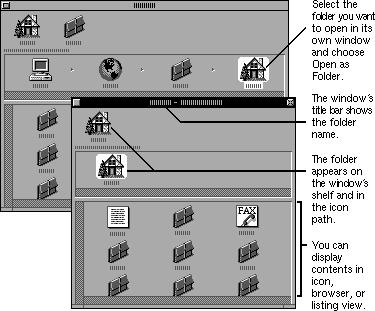 Select the
folder you want
to open in its
own window
and choose
Open as
Folder.
The window's
title bar shows
the folder
name.
The folder
appears on
the window's
shelf and in
the icon
path.
FAX
You can
display
contents in
icon,
browser, or
listing view.